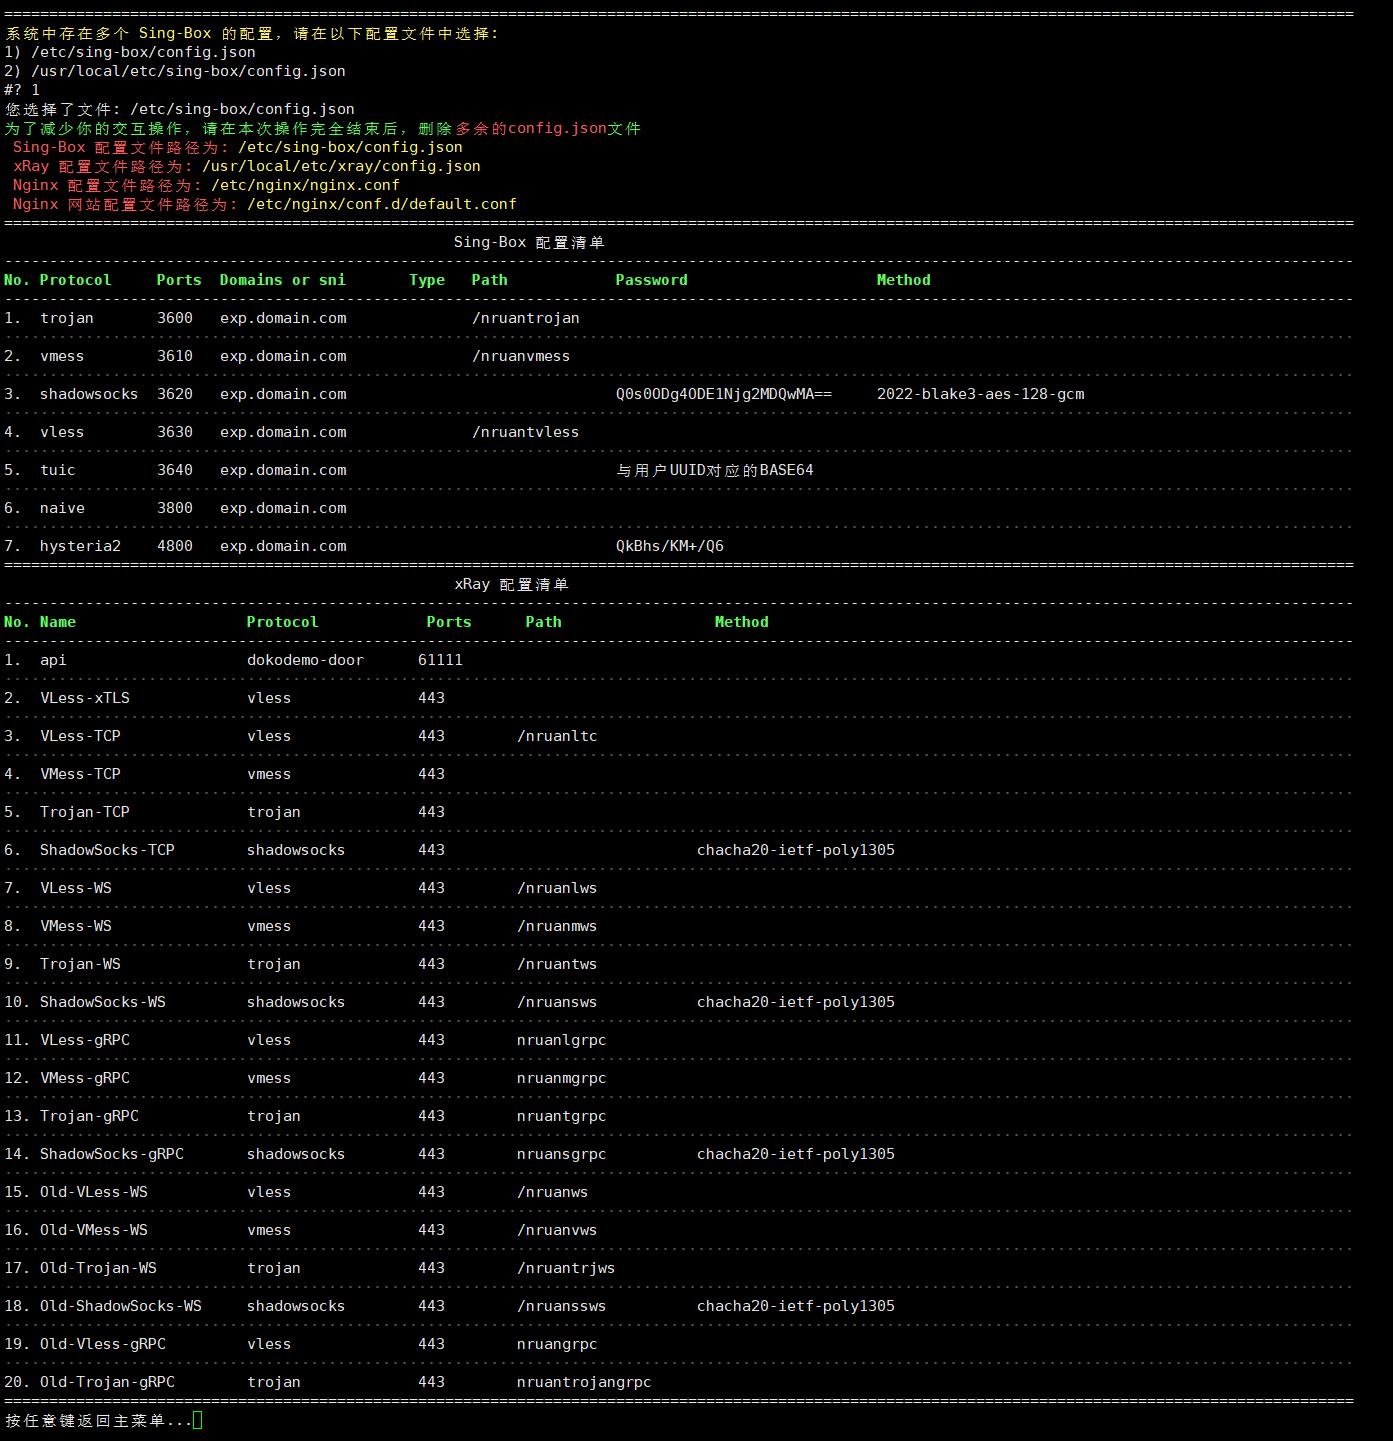 系统中存在多个 Sing-Box 的配置，请在以下配置文件中选择:
1) /etc/sing-box/config.json
2) /usr/local/etc/sing-box/config.json
#? 1
您选择了文件: /etc/sing-box/config.json
为了减少你的交互操作，请在本次操作完全结束后，删除多余的config.json文件
Sing-Box 配置文件路径为: /etc/sing-box/config.json
xRay 配置文件路径为: /usr/local/etc/xray/config.json
Nginx 配置文件路径为: /etc/nginx/nginx.conf
Nginx 网站配置文件路径为: /etc/nginx/conf.d/default.conf
Sing-Box 配置清单
No. Protocol Ports Domains or sni Type Path Password Method
1. trojan 3600 exp.domain.com /nruantrojan
2. vmess 3610 exp.domain.com /nruanvmess
3. shadowsocks 3620 exp.domain.com Q0s0ODg4ODE1Njg2MDQwMA== 2022-blake3-aes-128-gcm
4. vless 3630 exp.domain.com /nruantvless
5. tuic 3640 exp.domain.com 与用户UUID对应的BASE64
6. naive 3800 exp.domain.com
7. hysteria2 4800 exp.domain.com QkBhs/KM+/Q6
xRay 配置清单
No. Name Protocol Ports Path Method
1. api dokodemo-door 61111
2. VLess-xTLS vless 443
3. VLess-TCP vless 443 /nruanltc
4. VMess-TCP vmess 443
5. Trojan-TCP trojan 443
6. ShadowSocks-TCP shadowsocks 443 chacha20-ietf-poly1305
7. VLess-WS vless 443 /nruanlws
8. VMess-WS vmess 443 /nruanmws
9. Trojan-WS trojan 443 /nruantws
10. ShadowSocks-WS shadowsocks 443 /nruansws chacha20-ietf-poly1305
11. VLess-gRPC vless 443 nruanlgrpc
12. VMess-gRPC vmess 443 nruanmgrpc
13. Trojan-gRPC trojan 443 nruantgrpc
14. ShadowSocks-gRPC shadowsocks 443 nruansgrpc chacha20-ietf-poly1305
15. Old-VLess-WS vless 443 /nruanws
16. Old-VMess-WS vmess 443 /nruanvws
17. Old-Trojan-WS trojan 443 /nruantrjws
18. Old-ShadowSocks-WS shadowsocks 443 /nruanssws chacha20-ietf-poly1305
19. Old-Vless-gRPC vless 443 nruangrpc
20. Old-Trojan-gRPC trojan 443 nruantrojangrpc
按任意键返回主菜单...